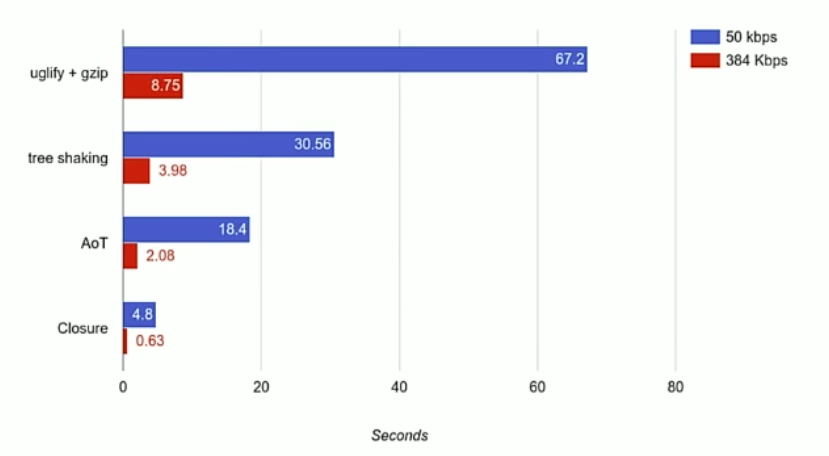 50 kbps
384 Kbps
uglify + gzip
67.2
8.75
tree shaking
30.56
3.98
AoT
18.4
2.08
Closure
4.8
0.63
0 20 40 60 80
Seconds